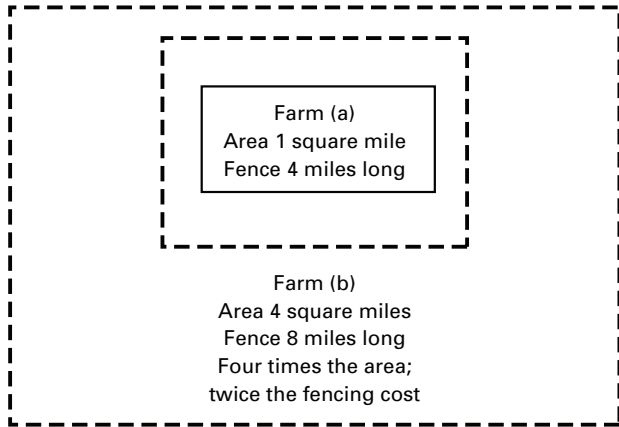 Farm (a)
Area 1 square mile
Fence 4 miles long
Farm (b)
Area 4 square miles
Fence 8 miles long
Four times the area;
twice the fencing cost